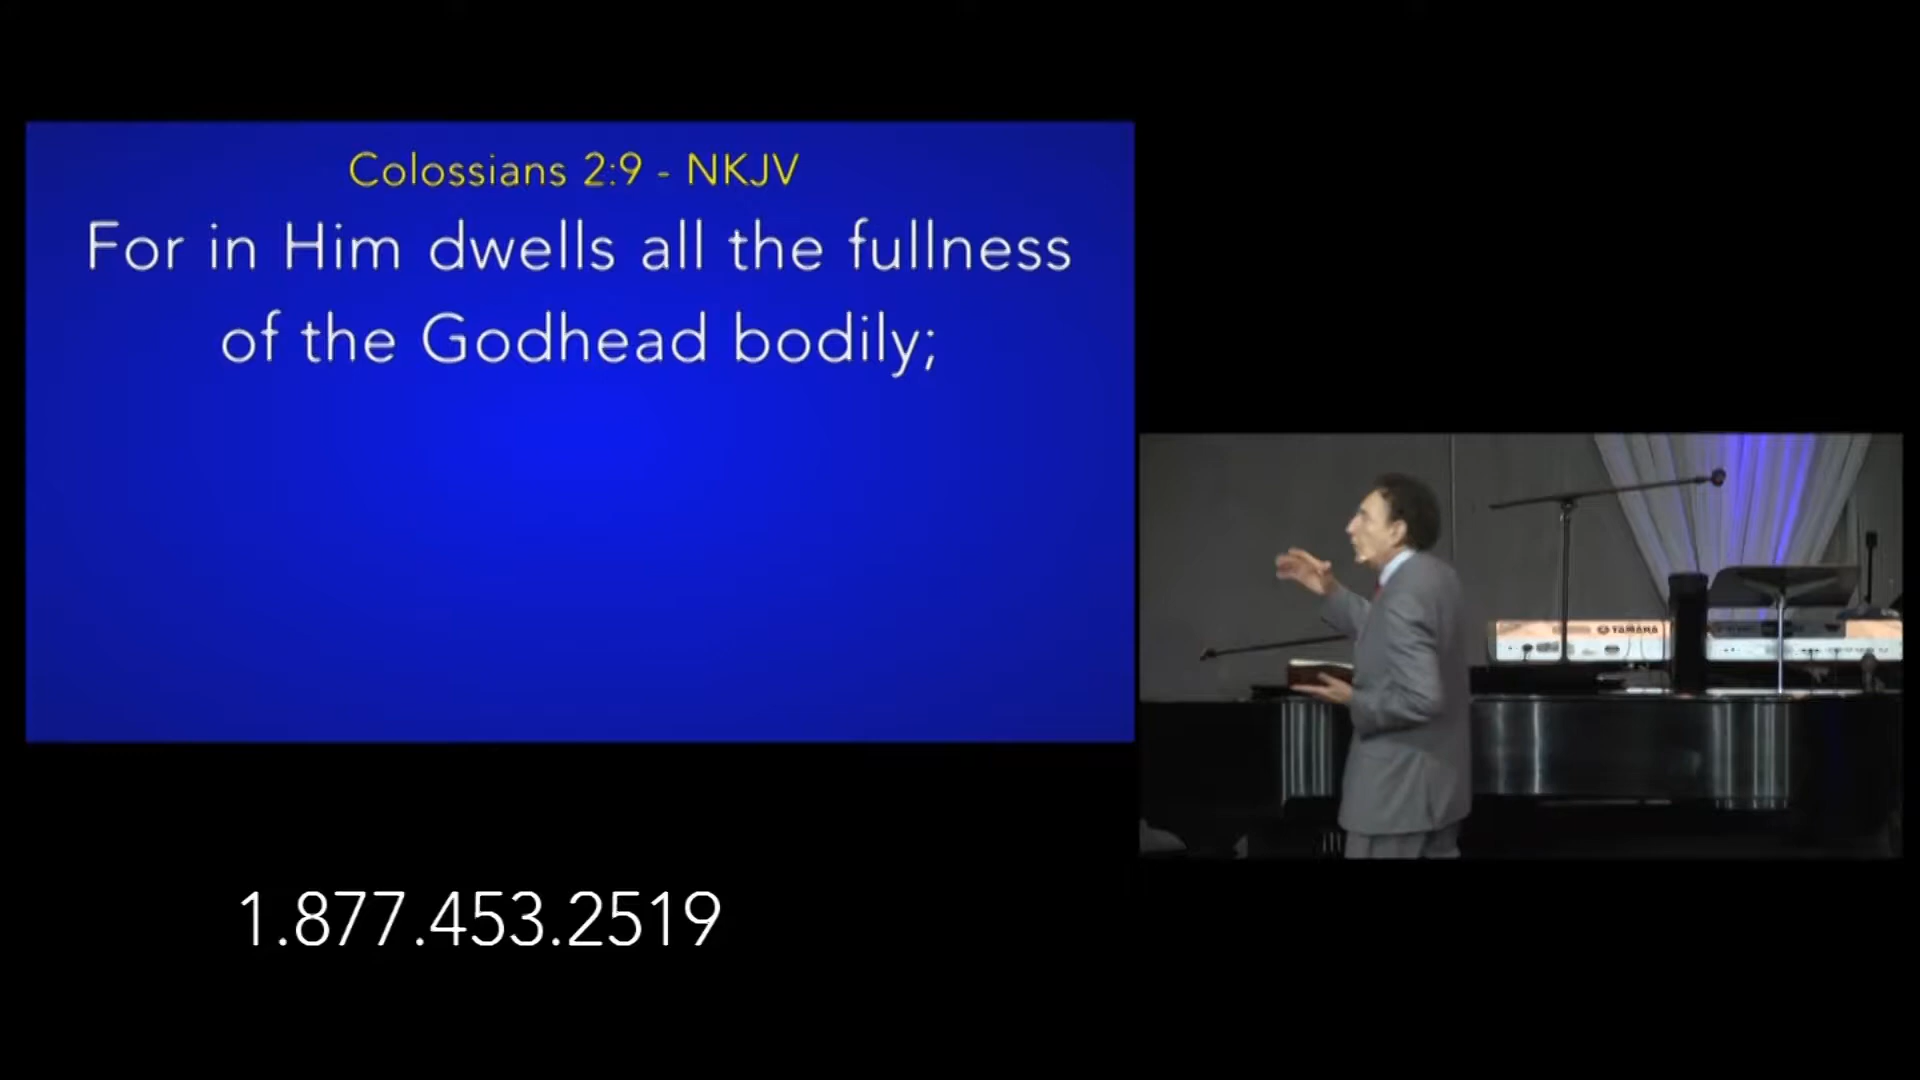 Colossians 2:9 - NKJV
For in Him dwells all the fullness
of the Godhead bodily;
YAMAHA
1.877.453.2519